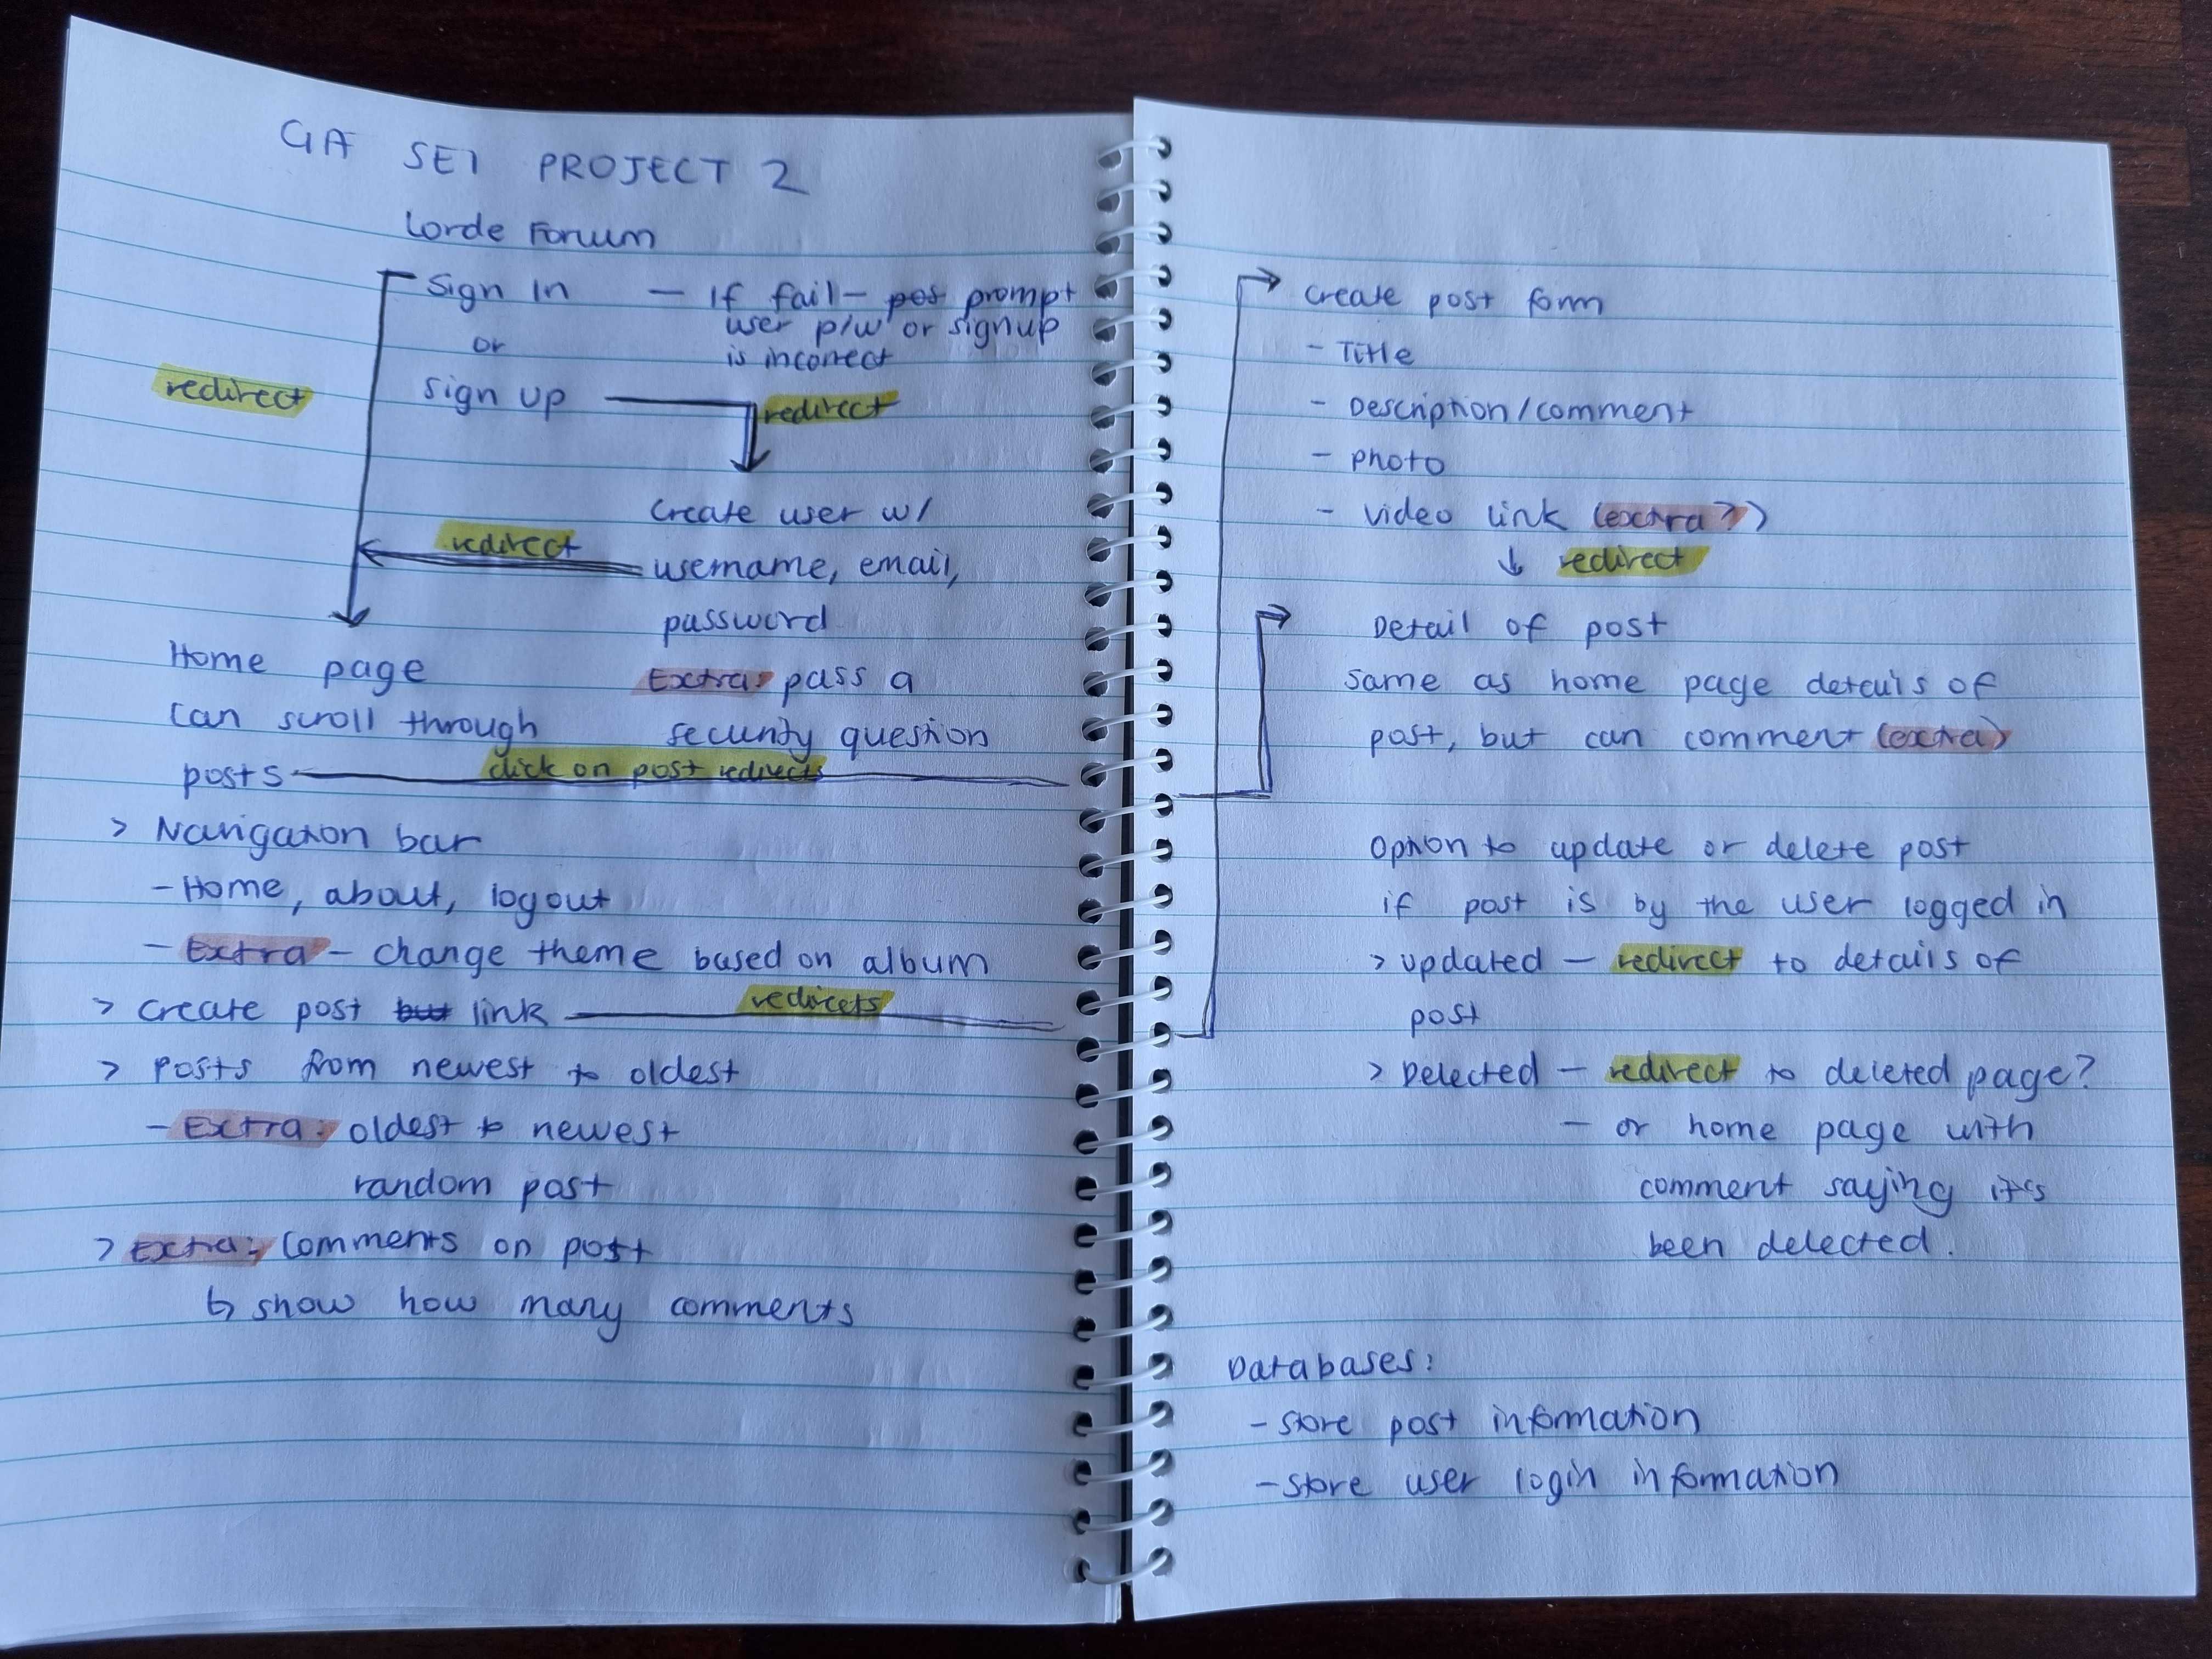 GA SEI PROJECT 2
Lorde Forum
Sign In — If fail — pos prompt
user p/w or signup
or
is incorrect
redirect
sign up
redirect
create user w/
redirect
username, email,
password
Home page
Extra: pass a
can scroll through
security question
posts
click on post redirects
> Navigation bar
- Home, about, logout
- Extra - change theme based on album
> create post but link
redirects
> posts from newest to oldest
- Extra: oldest to newest
random post
> Extra: comments on post
↳ show how many comments
create post form
- Title
- Description/comment
- photo
- video link (extra?)
↓ redirect
Detail of post
same as home page details of
post, but can comment (extra)
Option to update or delete post
if post is by the user logged in
> updated — redirect to details of
post
> Delected — redirect to deleted page?
— or home page with
comment saying it's
been delected.
Databases:
- store post information
- store user login information